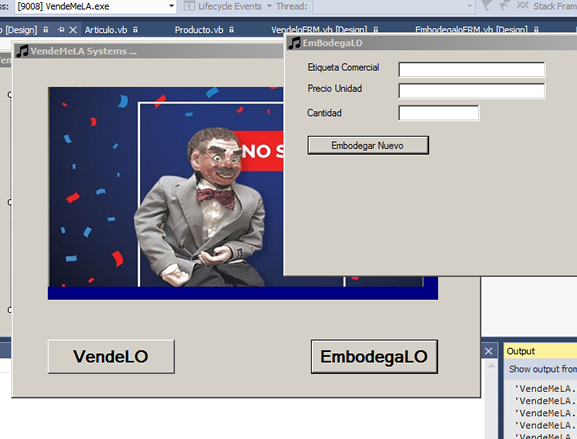 ss: [9008] VendeMeLA.exe Lifecycle Events Thread: Stack Fram
[Design] Articulo.vb Producto.vb VendeloFRM.vb [Design] EmbodegaloFRM.vb [Design]
VendeMeLA Systems ...
EmBodegaLO
Etiqueta Comercial
Precio Unidad
Cantidad
Embodegar Nuevo
NO S
VendeLO
EmbodegaLO
Output
Show output from
'VendeMeLA.
'VendeMeLA.
'VendeMeLA.
'VendeMeLA.
'VendeMeLA